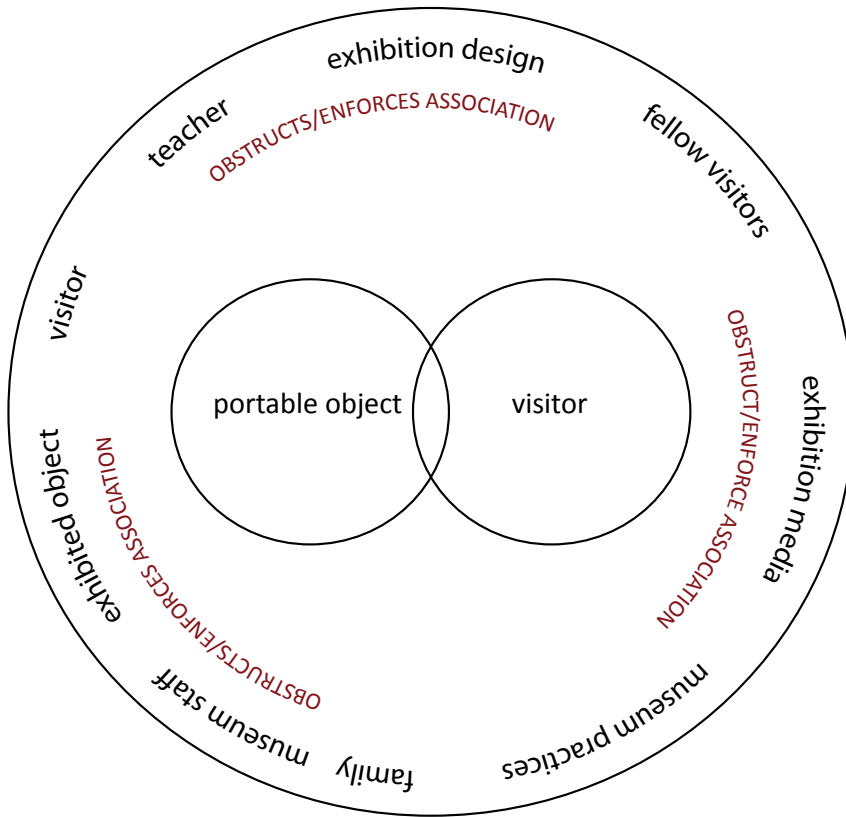 exhibition design
teacher
OBSTRUCTS/ENFORCES ASSOCIATION
fellow visitors
visitor
portable object
visitor
OBSTRUCT/ENFORCE ASSOCIATION
exhibition media
exhibited object
OBSTRUCTS/ENFORCES ASSOCIATION
museum staff
family
museum practices